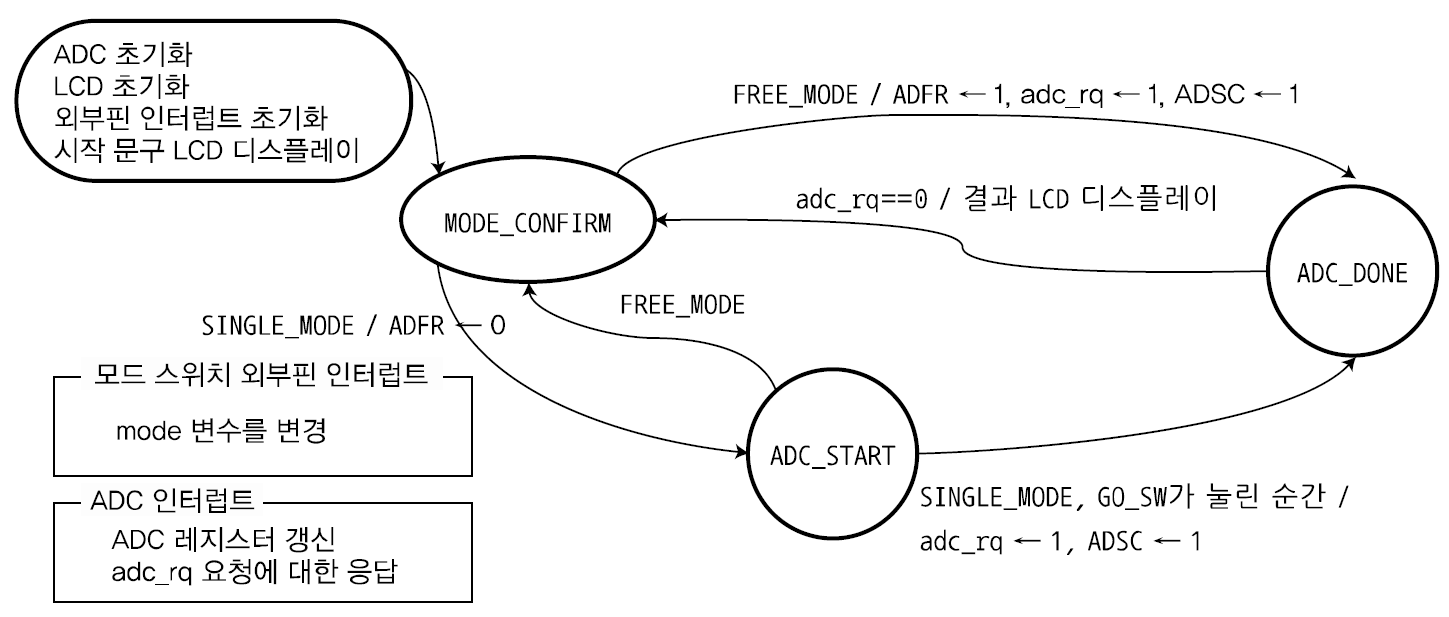 ADC 초기화
LCD 초기화
외부핀 인터럽트 초기화
시작 문구 LCD 디스플레이
FREE_MODE / ADFR ← 1, adc_rq ← 1, ADSC ← 1
MODE_CONFIRM
adc_rq==0 / 결과 LCD 디스플레이
ADC_DONE
FREE_MODE
SINGLE_MODE / ADFR ← 0
모드 스위치 외부핀 인터럽트
mode 변수를 변경
ADC_START
SINGLE_MODE, GO_SW가 눌린 순간 /
adc_rq ← 1, ADSC ← 1
ADC 인터럽트
ADC 레지스터 갱신
adc_rq 요청에 대한 응답